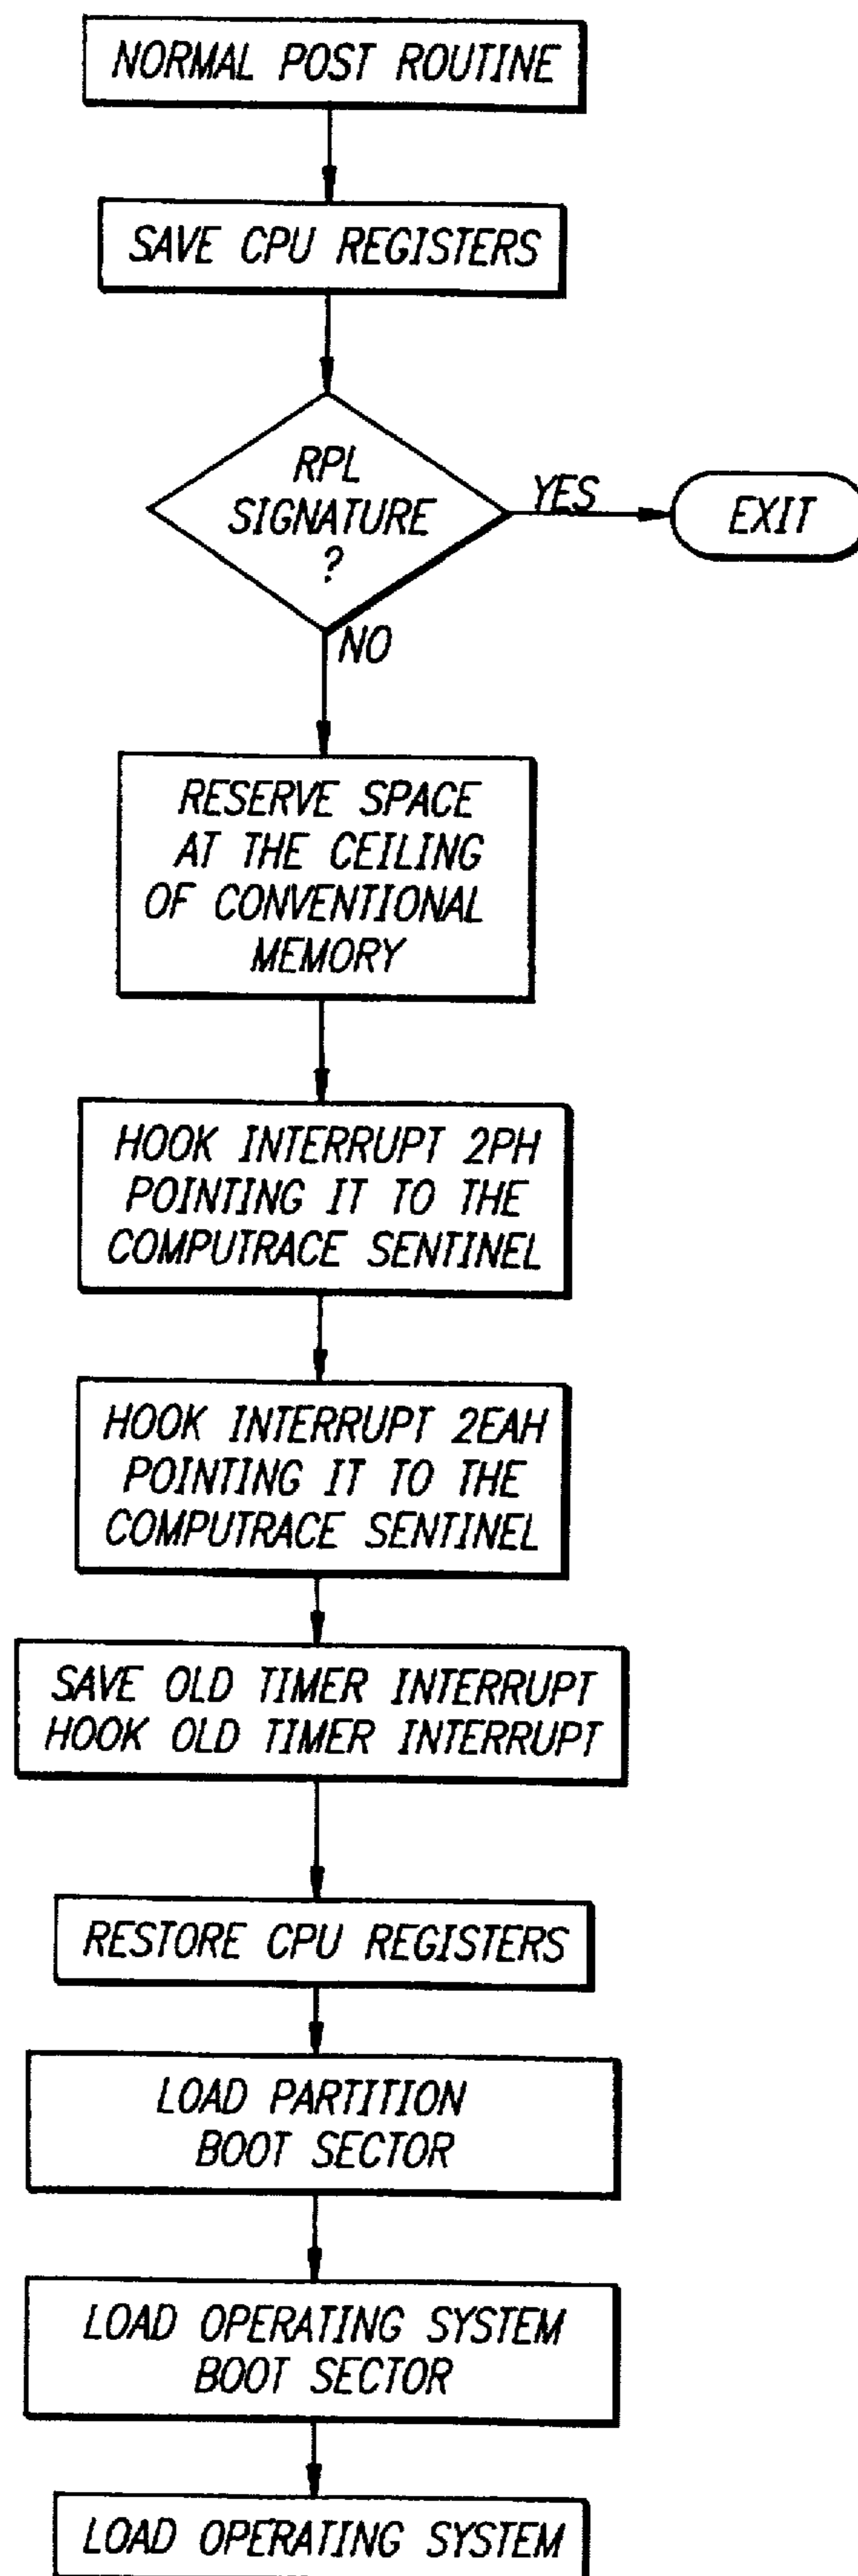 NORMAL POST ROUTINE
SAVE CPU REGISTERS
RPL
SIGNATURE
?
YES
EXIT
NO
RESERVE SPACE
AT THE CEILING
OF CONVENTIONAL
MEMORY
HOOK INTERRUPT 2PH
POINTING IT TO THE
COMPUTRACE SENTINEL
HOOK INTERRUPT 2EAH
POINTING IT TO THE
COMPUTRACE SENTINEL
SAVE OLD TIMER INTERRUPT
HOOK OLD TIMER INTERRUPT
RESTORE CPU REGISTERS
LOAD PARTITION
BOOT SECTOR
LOAD OPERATING SYSTEM
BOOT SECTOR
LOAD OPERATING SYSTEM